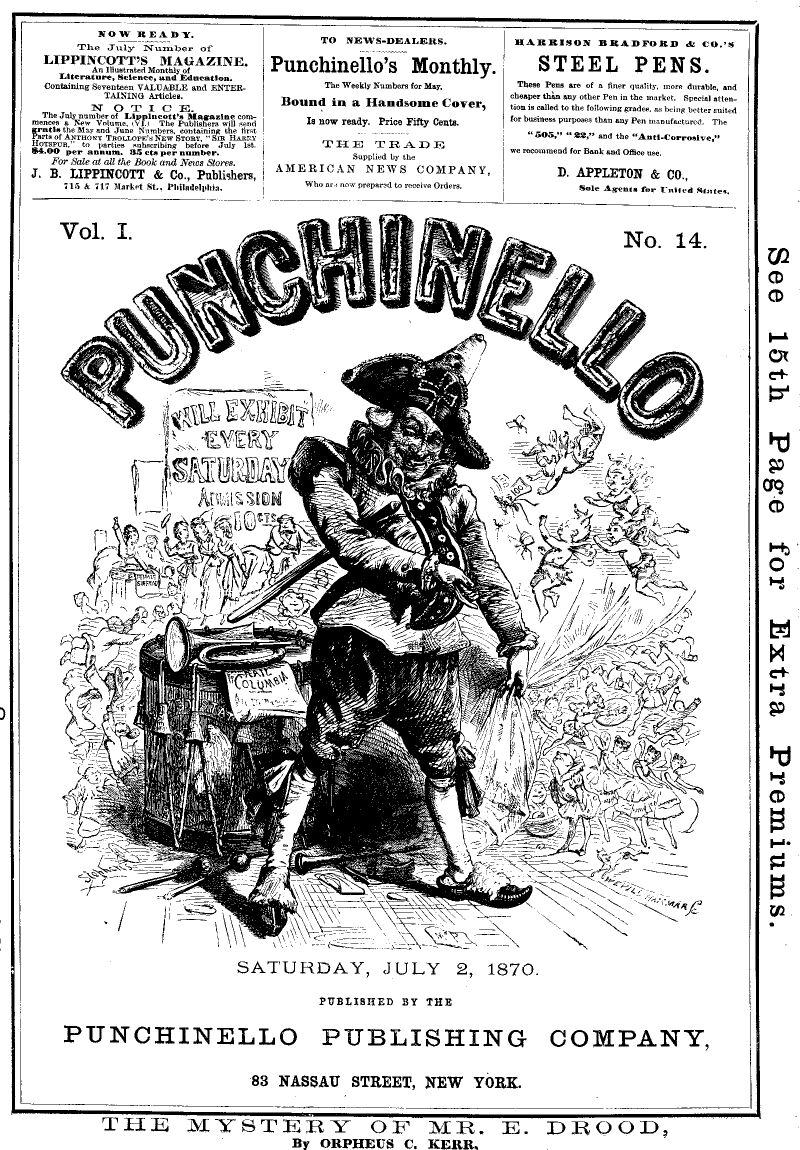 NOW READY.
The July Number of
LIPPINCOTT'S MAGAZINE.
An Illustrated Monthly of
Literature, Science, and Education.
Containing Seventeen VALUABLE and ENTER-
TAINING Articles.
NOTICE.
The July number of Lippincott's Magazine com-
mences a New Volume, (VI.) The Publishers will send
gratis the May and June Numbers, containing the first
Parts of ANTHONY TROLLOPE'S NEW STORY, "SIR HARRY
HOTSPUR," to parties subscribing before July 1st.
$4.00 per annum. 35 cts per number.
For Sale at all the Book and News Stores.
J. B. LIPPINCOTT & Co., Publishers,
715 & 717 Market St., Philadelphia.
TO NEWS-DEALERS.
Punchinello's Monthly.
The Weekly Numbers for May,
Bound in a Handsome Cover,
Is now ready. Price Fifty Cents.
THE TRADE
Supplied by the
AMERICAN NEWS COMPANY,
Who are now prepared to receive Orders.
HARRISON BRADFORD & CO.'S
STEEL PENS.
These Pens are of a finer quality, more durable, and
cheaper than any other Pen in the market. Special atten-
tion is called to the following grades, as being better suited
for business purposes than any Pen manufactured. The
"505," "22," and the "Anti-Corrosive,"
we recommend for Bank and Office use.
D. APPLETON & CO.,
Sole Agents for United States.
Vol. I.
No. 14.
PUNCHINELLO
WILL EXHIBIT
EVERY
SATURDAY
ADMISSION
10 CTS
HAIL
COLUMBIA
SATURDAY, JULY 2, 1870.
PUBLISHED BY THE
PUNCHINELLO PUBLISHING COMPANY,
83 NASSAU STREET, NEW YORK.
THE MYSTERY OF MR. E. DROOD,
By ORPHEUS C. KERR,
See 15th Page for Extra Premiums.